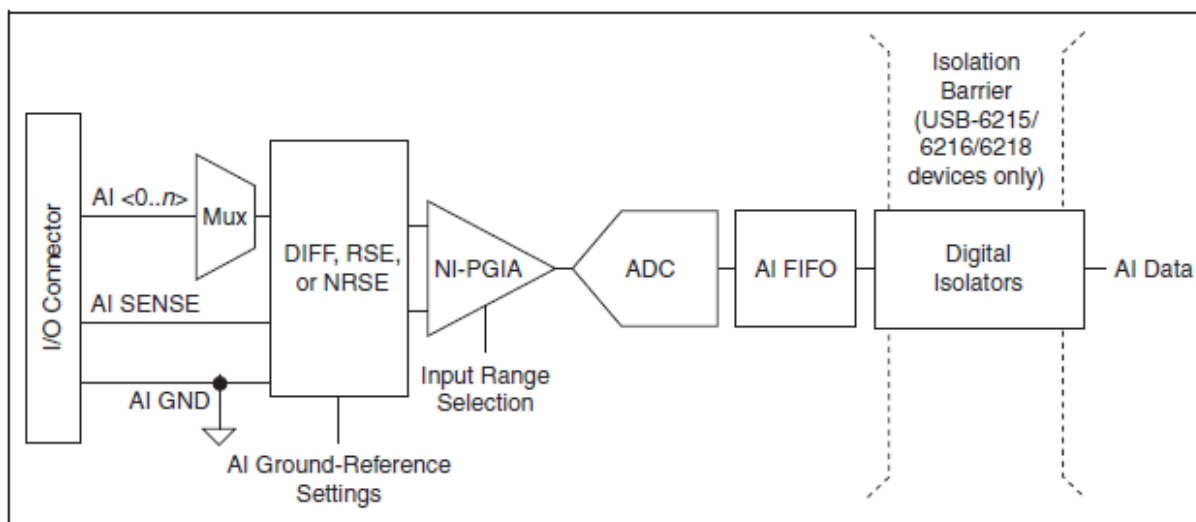 Isolation
Barrier
(USB-6215/
6216/6218
devices only)
I/O Connector
AI <0..n>
Mux
AI SENSE
AI GND
DIFF, RSE,
or NRSE
AI Ground-Reference
Settings
NI-PGIA
Input Range
Selection
ADC
AI FIFO
Digital
Isolators
AI Data